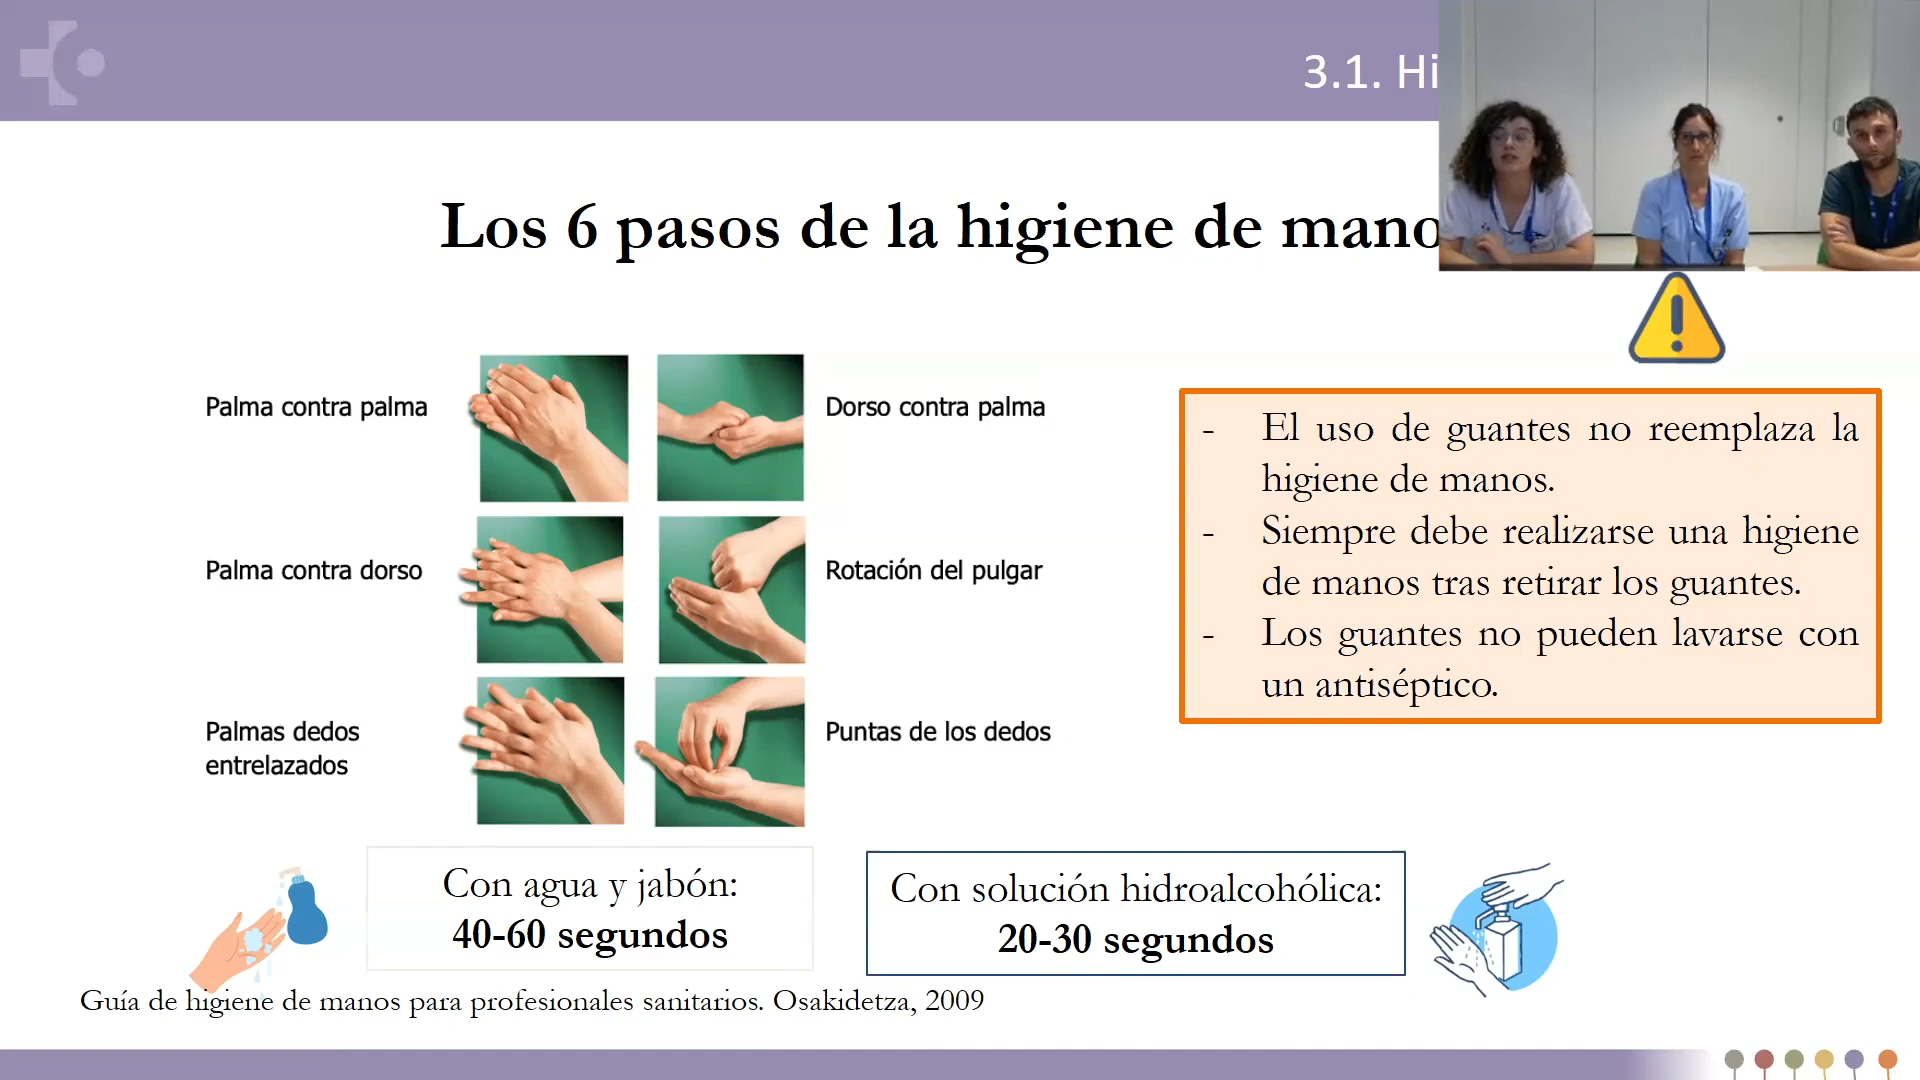 3.1. Hi
Los 6 pasos de la higiene de mano
Palma contra palma
Dorso contra palma
Palma contra dorso
Rotación del pulgar
Palmas dedos
entrelazados
Puntas de los dedos
- El uso de guantes no reemplaza la
higiene de manos.
- Siempre debe realizarse una higiene
de manos tras retirar los guantes.
- Los guantes no pueden lavarse con
un antiséptico.
Con agua y jabón:
40-60 segundos
Con solución hidroalcohólica:
20-30 segundos
Guía de higiene de manos para profesionales sanitarios. Osakidetza, 2009